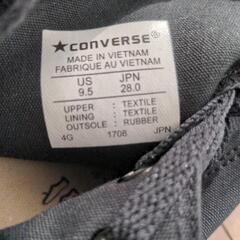 ★CONVERSE®
MADE IN VIETNAM
FABRIQUE AU VIETNAM
US JPN
9.5 28.0
UPPER : TEXTILE
LINING : TEXTILE
OUTSOLE : RUBBER
4G 1708 JPN